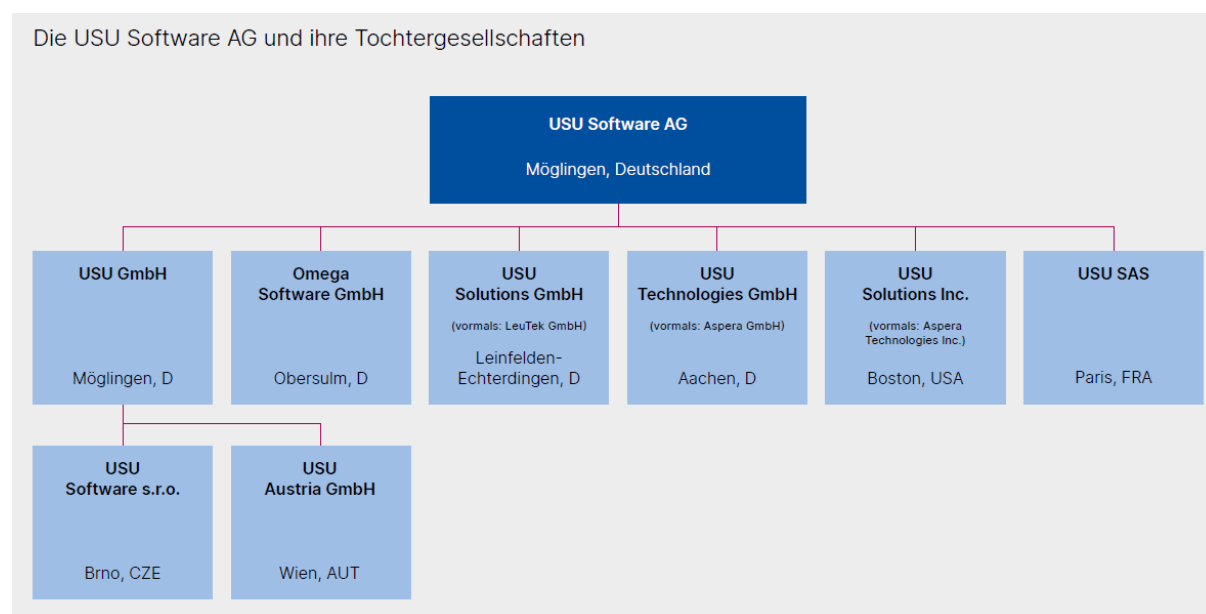 Die USU Software AG und ihre Tochtergesellschaften
USU Software AG
Möglingen, Deutschland
USU GmbH
Möglingen, D
Omega
Software GmbH
Obersulm, D
USU
Solutions GmbH
(vormals: LeuTek GmbH)
Leinfelden-
Echterdingen, D
USU
Technologies GmbH
(vormals: Aspera GmbH)
Aachen, D
USU
Solutions Inc.
(vormals: Aspera
Technologies Inc.)
Boston, USA
USU SAS
Paris, FRA
USU
Software s.r.o.
Brno, CZE
USU
Austria GmbH
Wien, AUT